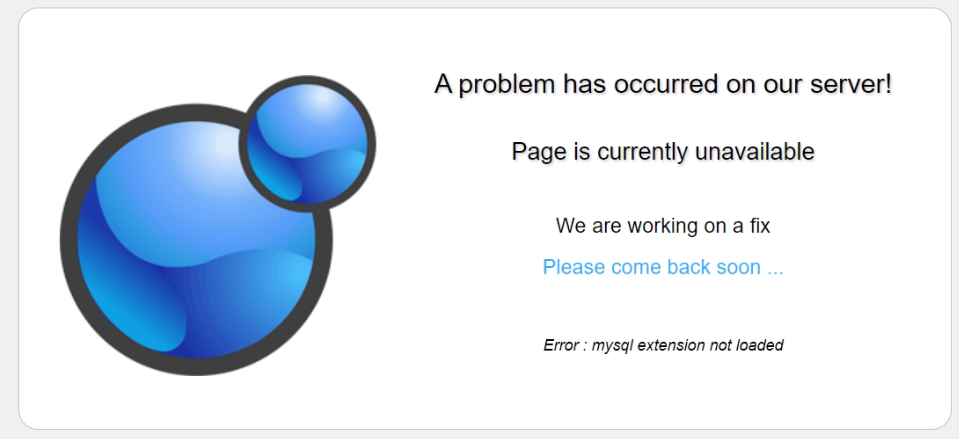 A problem has occurred on our server!
Page is currently unavailable
We are working on a fix
Please come back soon ...
Error : mysql extension not loaded